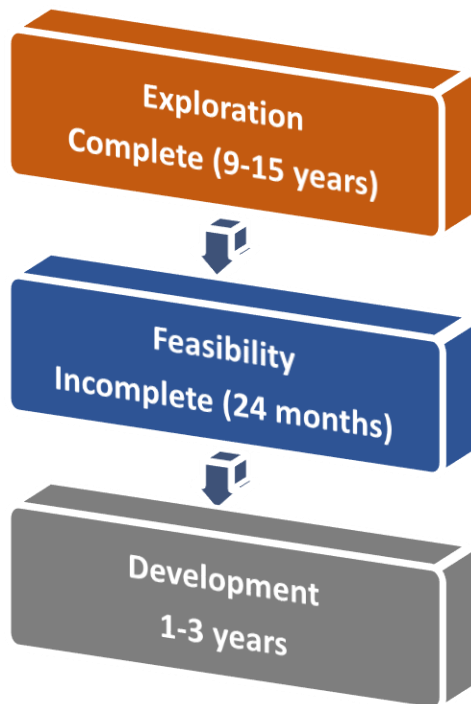 Exploration
Complete (9-15 years)
Feasibility
Incomplete (24 months)
Development
1-3 years